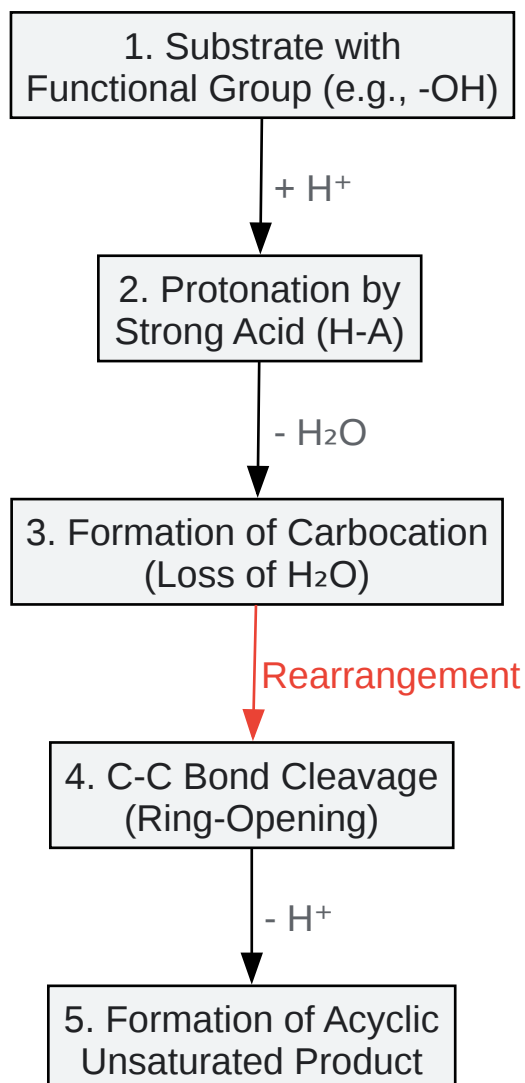 1. Substrate with
Functional Group (e.g., -OH)
+ H⁺
2. Protonation by
Strong Acid (H-A)
- H₂O
3. Formation of Carbocation
(Loss of H₂O)
Rearrangement
4. C-C Bond Cleavage
(Ring-Opening)
- H⁺
5. Formation of Acyclic
Unsaturated Product